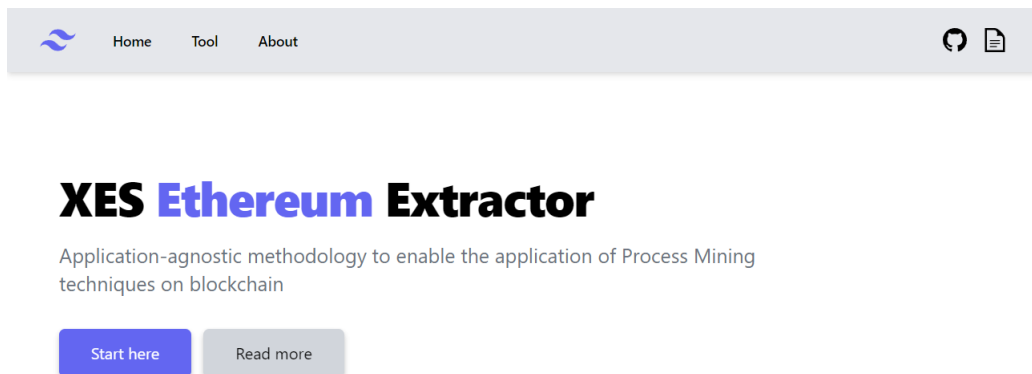 Home Tool About
XES Ethereum Extractor
Application-agnostic methodology to enable the application of Process Mining
techniques on blockchain
Start here Read more